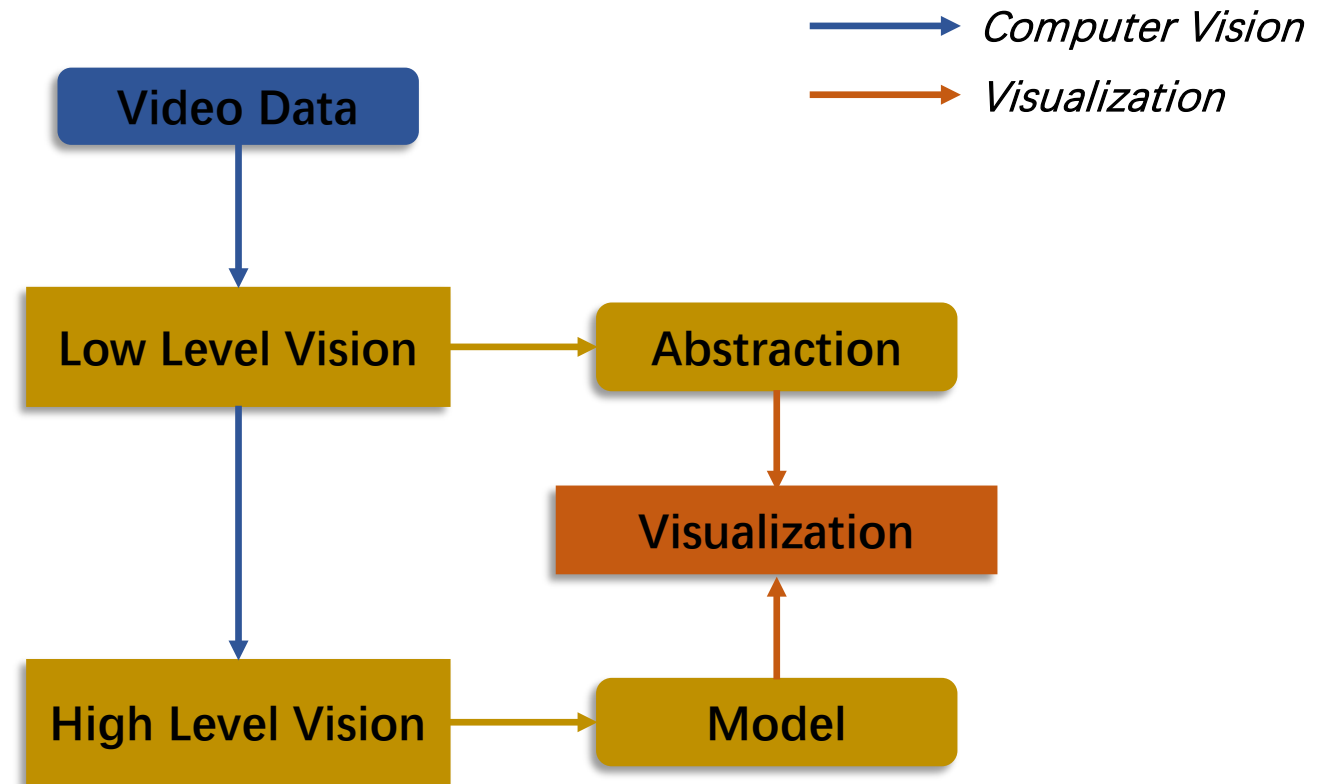 Computer Vision
Visualization
Video Data
Low Level Vision
Abstraction
Visualization
High Level Vision
Model